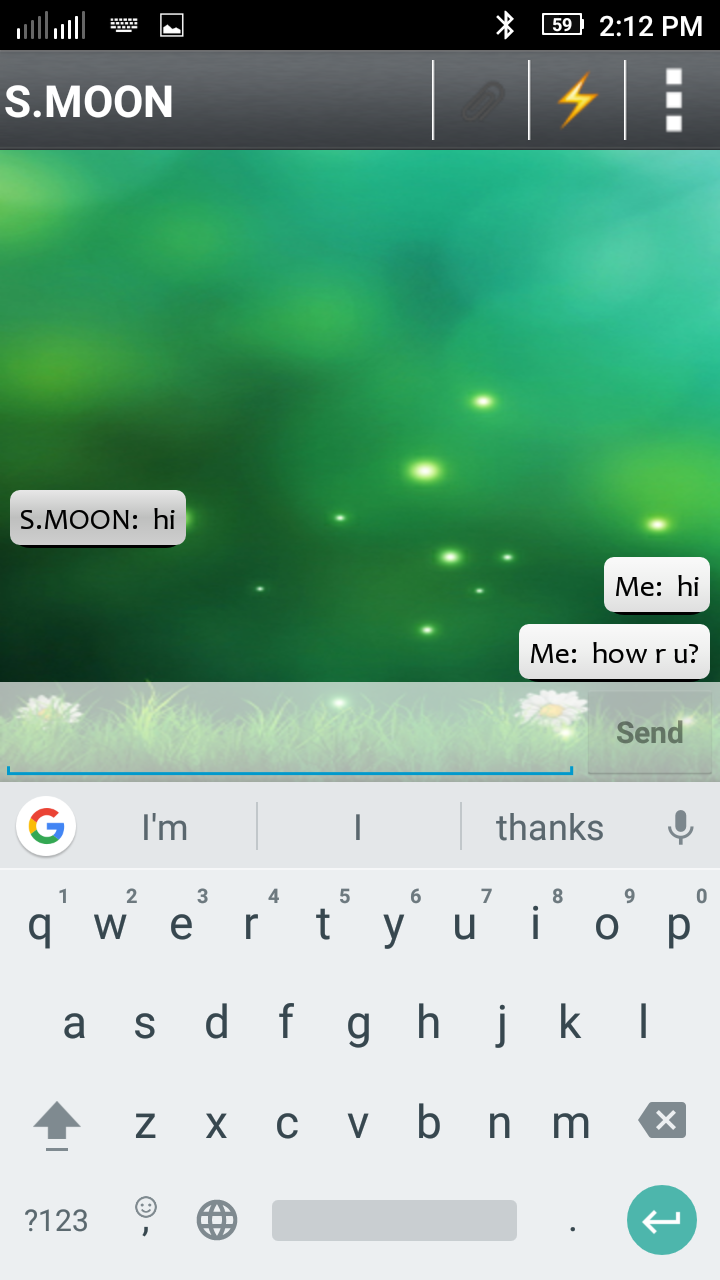 59 2:12 PM
S.MOON
S.MOON: hi
Me: hi
Me: how r u?
Send
G I'm I thanks
1 2 3 4 5 6 7 8 9 0
q w e r t y u i o p
a s d f g h j k l
z x c v b n m
?123 , .